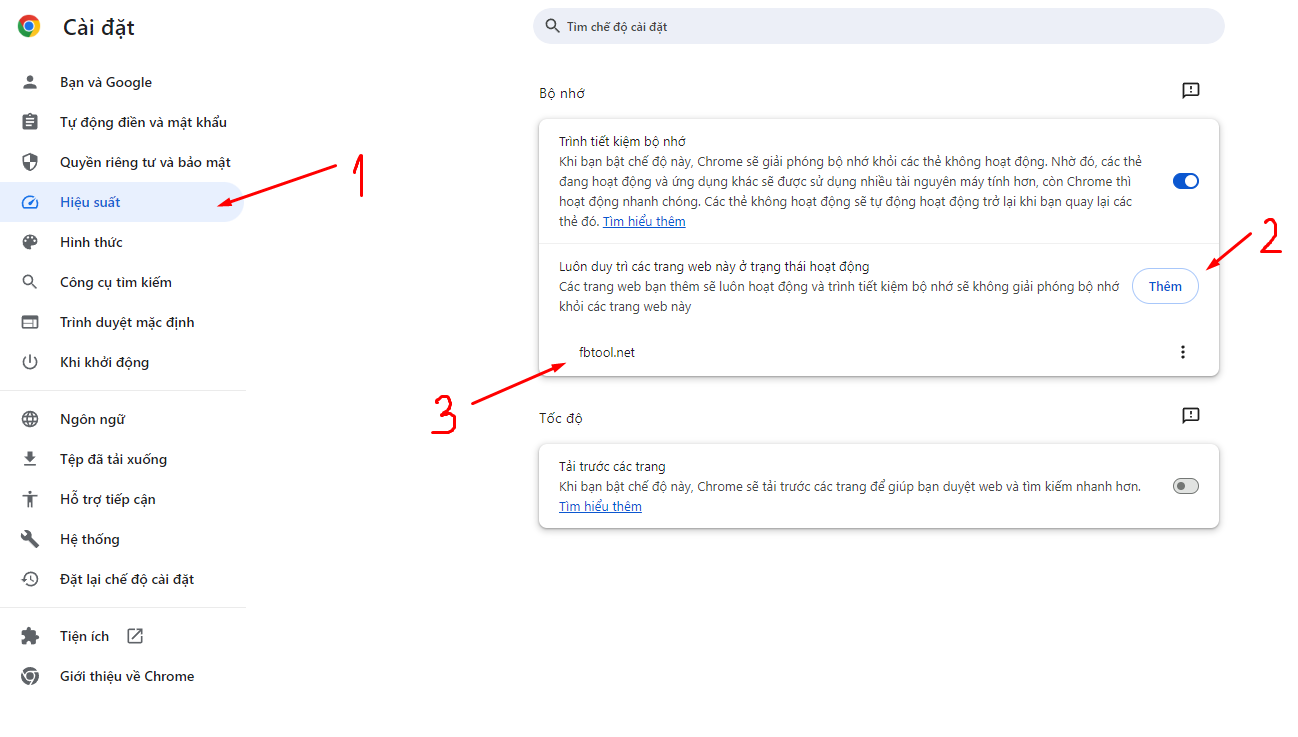 Cài đặt
Tìm chế độ cài đặt
Bạn và Google
Tự động điền và mật khẩu
Quyền riêng tư và bảo mật
Hiệu suất
Hình thức
Công cụ tìm kiếm
Trình duyệt mặc định
Khi khởi động
Ngôn ngữ
Tệp đã tải xuống
Hỗ trợ tiếp cận
Hệ thống
Đặt lại chế độ cài đặt
Tiện ích
Giới thiệu về Chrome
1
Bộ nhớ
Trình tiết kiệm bộ nhớ
Khi bạn bật chế độ này, Chrome sẽ giải phóng bộ nhớ khỏi các thẻ không hoạt động. Nhờ đó, các thẻ
đang hoạt động và ứng dụng khác sẽ được sử dụng nhiều tài nguyên máy tính hơn, còn Chrome thì
hoạt động nhanh chóng. Các thẻ không hoạt động sẽ tự động hoạt động trở lại khi bạn quay lại các
thẻ đó. Tìm hiểu thêm
2
Luôn duy trì các trang web này ở trạng thái hoạt động
Các trang web bạn thêm sẽ luôn hoạt động và trình tiết kiệm bộ nhớ sẽ không giải phóng bộ nhớ
khỏi các trang web này
Thêm
fbtool.net
3
Tốc độ
Tải trước các trang
Khi bạn bật chế độ này, Chrome sẽ tải trước các trang để giúp bạn duyệt web và tìm kiếm nhanh hơn.
Tìm hiểu thêm